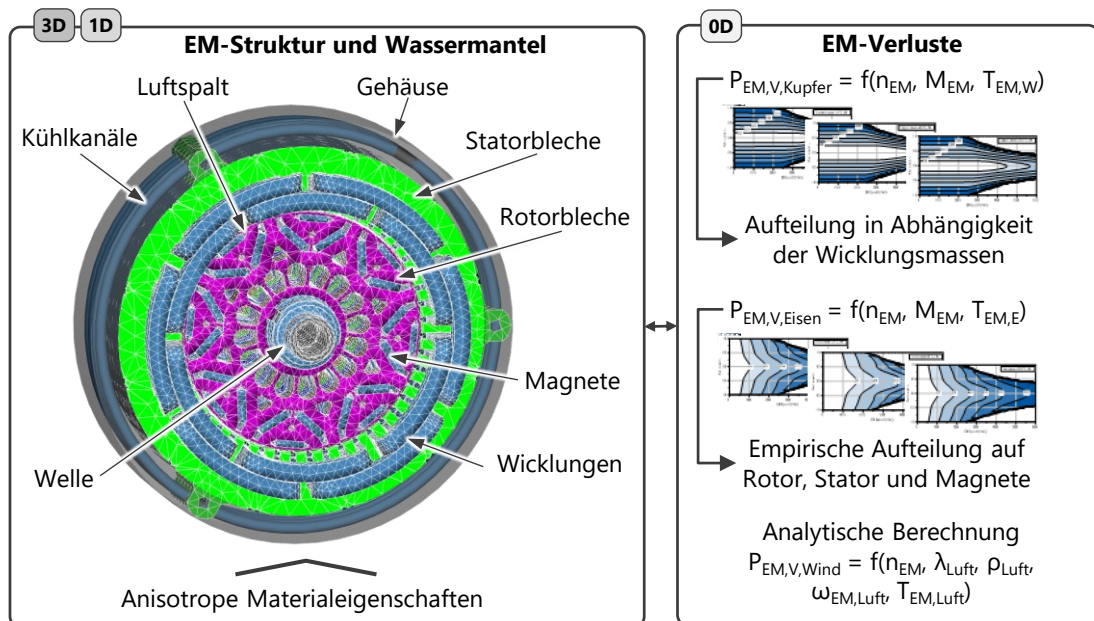 3D 1D
EM-Struktur und Wassermantel
Luftspalt
Gehäuse
Kühlkanäle
Statorbleche
Rotorbleche
Magnete
Welle
Wicklungen
Anisotrope Materialeigenschaften
0D
EM-Verluste
P_EM,V,Kupfer = f(n_EM, M_EM, T_EM,W)
Aufteilung in Abhängigkeit
der Wicklungsmassen
P_EM,V,Eisen = f(n_EM, M_EM, T_EM,E)
Empirische Aufteilung auf
Rotor, Stator und Magnete
Analytische Berechnung
P_EM,V,Wind = f(n_EM, λ_Luft, ρ_Luft,
ω_EM,Luft, T_EM,Luft)